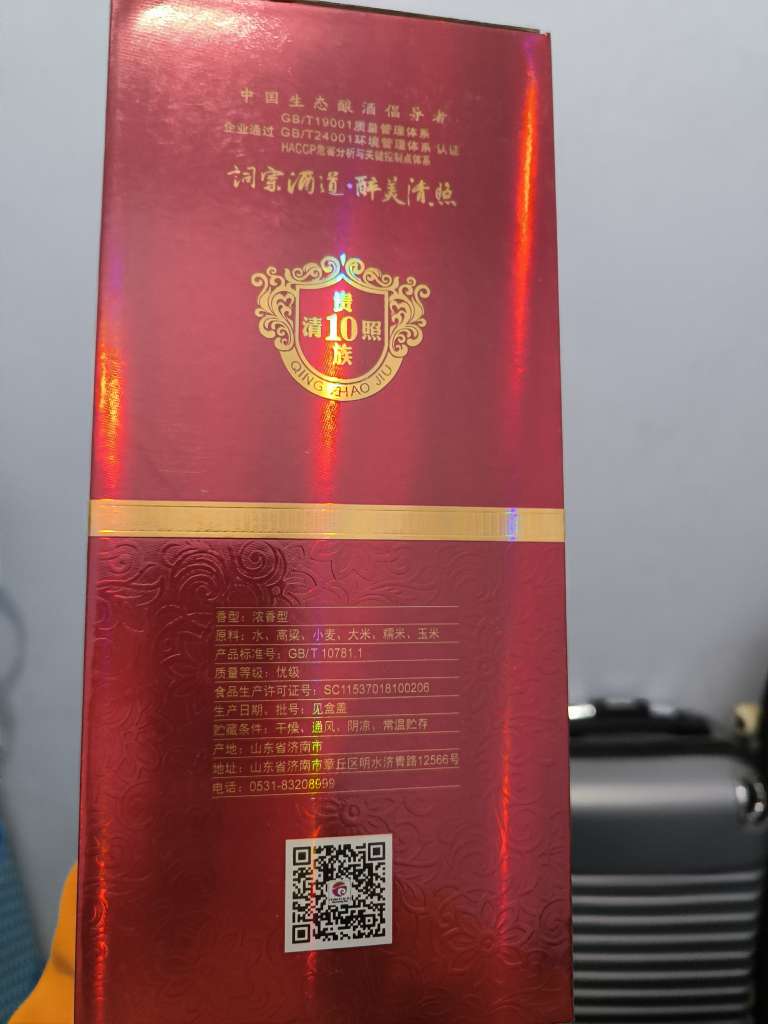 中国生态酿酒倡导者
GB/T19001质量管理体系
企业通过 GB/T24001环境管理体系 认证
HACCP危害分析与关键控制点体系
词宗酒道·醉美清照
贵
清10照
族
QING ZHAO JIU
香型：浓香型
原料：水、高粱、小麦、大米、糯米、玉米
产品标准号：GB/T 10781.1
质量等级：优级
食品生产许可证号：SC11537018100206
生产日期、批号：见盒盖
贮藏条件：干燥、通风、阴凉、常温贮存
产地：山东省济南市
地址：山东省济南市章丘区明水济青路12566号
电话：0531-83208999